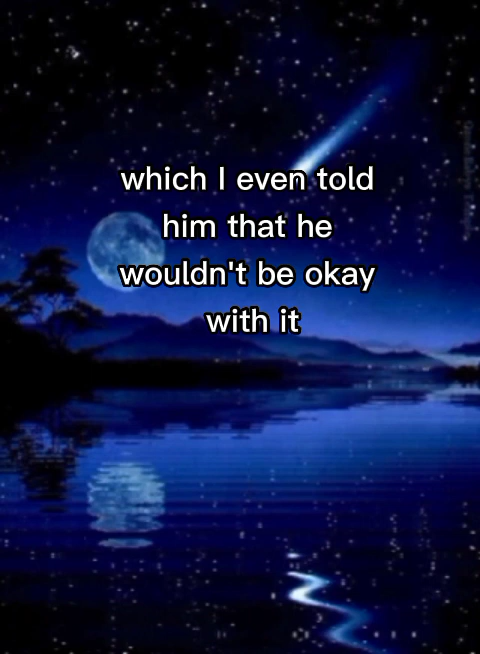 which I even told
him that he
wouldn't be okay
with it